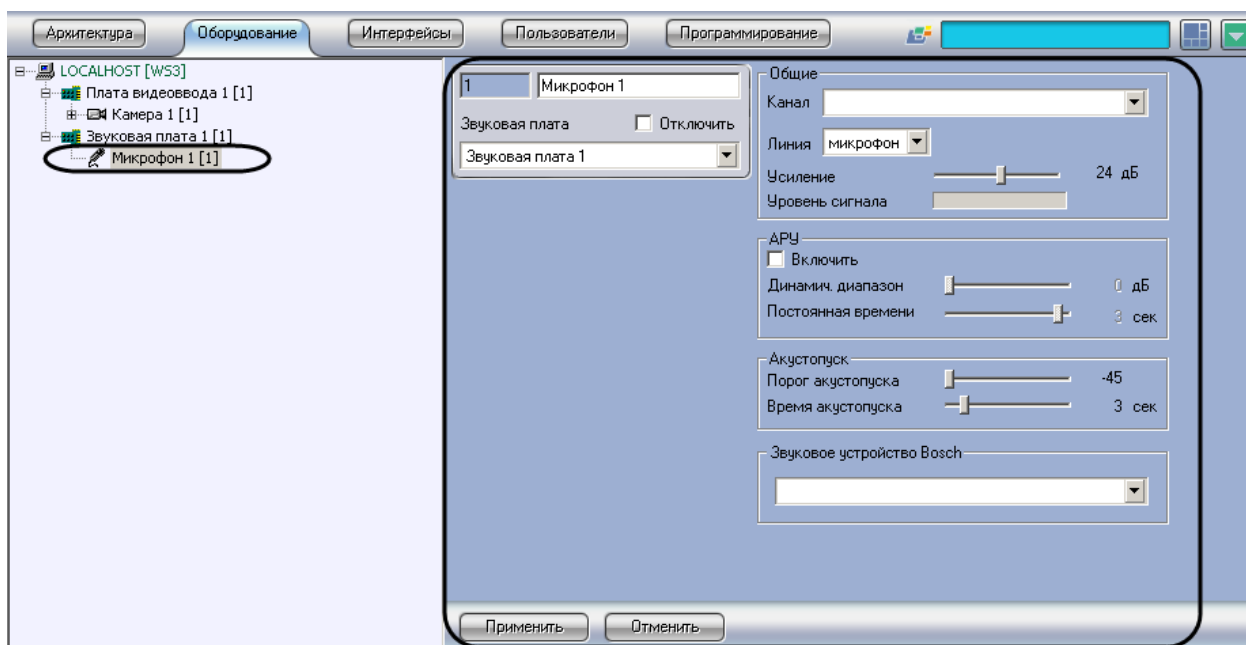 Архитектура Оборудование Интерфейсы Пользователи Программирование
LOCALHOST [WS3]
Плата видеоввода 1 [1]
Камера 1 [1]
Звуковая плата 1 [1]
Микрофон 1 [1]
1 Микрофон 1
Звуковая плата Отключить
Звуковая плата 1
Общие
Канал
Линия микрофон
Усиление 24 дБ
Уровень сигнала
АРУ
Включить
Динамич. диапазон 0 дБ
Постоянная времени 3 сек
Акустопуск
Порог акустопуска -45
Время акустопуска 3 сек
Звуковое устройство Bosch
Применить Отменить